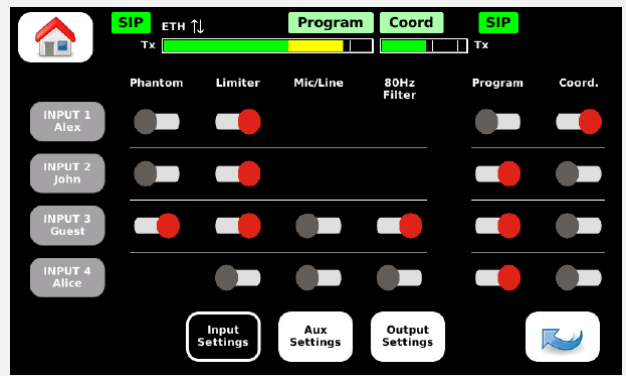 SIP ETH Program Coord SIP
Tx Tx
Phantom Limiter Mic/Line 80Hz Filter Program Coord.
INPUT 1
Alex
INPUT 2
John
INPUT 3
Guest
INPUT 4
Alice
Input Settings
Aux Settings
Output Settings